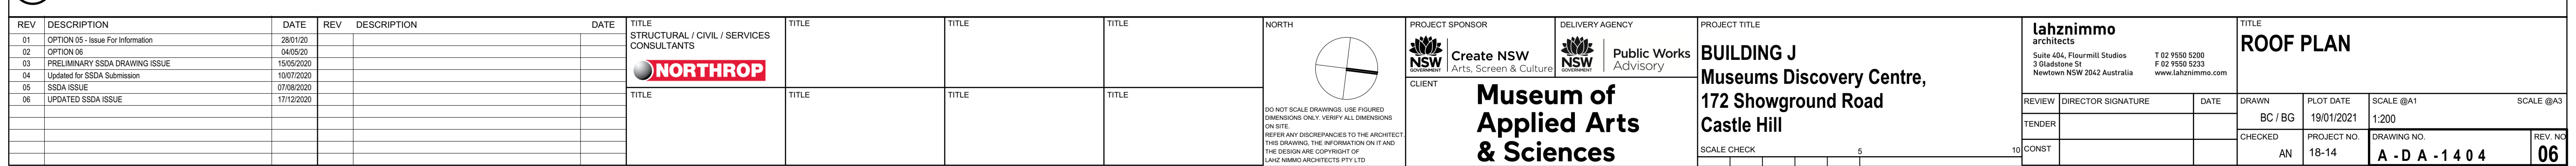 REV DESCRIPTION DATE REV DESCRIPTION DATE
01 OPTION 05 - Issue For Information 28/01/20
02 OPTION 06 04/05/20
03 PRELIMINARY SSDA DRAWING ISSUE 15/05/2020
04 Updated for SSDA Submission 10/07/2020
05 SSDA ISSUE 07/08/2020
06 UPDATED SSDA ISSUE 17/12/2020
TITLE
STRUCTURAL / CIVIL / SERVICES
CONSULTANTS
NORTHROP
TITLE
TITLE
TITLE
TITLE
TITLE
TITLE
TITLE
NORTH
DO NOT SCALE DRAWINGS. USE FIGURED
DIMENSIONS ONLY. VERIFY ALL DIMENSIONS
ON SITE.
REFER ANY DISCREPANCIES TO THE ARCHITECT.
THIS DRAWING, THE INFORMATION ON IT AND
THE DESIGN ARE COPYRIGHT OF
LAHZ NIMMO ARCHITECTS PTY LTD
PROJECT SPONSOR
NSW
GOVERNMENT
Create NSW
Arts, Screen & Culture
DELIVERY AGENCY
NSW
GOVERNMENT
Public Works
Advisory
CLIENT
Museum of
Applied Arts
& Sciences
PROJECT TITLE
BUILDING J
Museums Discovery Centre,
172 Showground Road
Castle Hill
SCALE CHECK 5 10
lahznimmo
architects
Suite 404, Flourmill Studios T 02 9550 5200
3 Gladstone St F 02 9550 5233
Newtown NSW 2042 Australia www.lahznimmo.com
REVIEW DIRECTOR SIGNATURE DATE
TENDER
CONST
TITLE
ROOF PLAN
DRAWN PLOT DATE SCALE @A1 SCALE @A3
BC / BG 19/01/2021 1:200
CHECKED PROJECT NO. DRAWING NO. REV. NO
AN 18-14 A - D A - 1 4 0 4 06